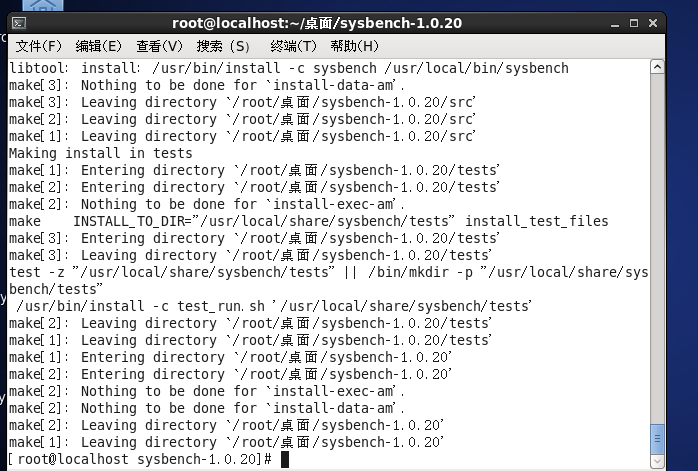 root@localhost:~/桌面/sysbench-1.0.20
文件(F) 编辑(E) 查看(V) 搜索 (S) 终端(T) 帮助(H)
libtool: install: /usr/bin/install -c sysbench /usr/local/bin/sysbench
make[3]: Nothing to be done for `install-data-am'.
make[3]: Leaving directory `/root/桌面/sysbench-1.0.20/src'
make[2]: Leaving directory `/root/桌面/sysbench-1.0.20/src'
make[1]: Leaving directory `/root/桌面/sysbench-1.0.20/src'
Making install in tests
make[1]: Entering directory `/root/桌面/sysbench-1.0.20/tests'
make[2]: Entering directory `/root/桌面/sysbench-1.0.20/tests'
make[2]: Nothing to be done for `install-exec-am'.
make    INSTALL_TO_DIR="/usr/local/share/sysbench/tests" install_test_files
make[3]: Entering directory `/root/桌面/sysbench-1.0.20/tests'
make[3]: Leaving directory `/root/桌面/sysbench-1.0.20/tests'
test -z "/usr/local/share/sysbench/tests" || /bin/mkdir -p "/usr/local/share/sys
bench/tests"
 /usr/bin/install -c test_run.sh '/usr/local/share/sysbench/tests'
make[2]: Leaving directory `/root/桌面/sysbench-1.0.20/tests'
make[1]: Leaving directory `/root/桌面/sysbench-1.0.20/tests'
make[1]: Entering directory `/root/桌面/sysbench-1.0.20'
make[2]: Entering directory `/root/桌面/sysbench-1.0.20'
make[2]: Nothing to be done for `install-exec-am'.
make[2]: Nothing to be done for `install-data-am'.
make[2]: Leaving directory `/root/桌面/sysbench-1.0.20'
make[1]: Leaving directory `/root/桌面/sysbench-1.0.20'
[root@localhost sysbench-1.0.20]#